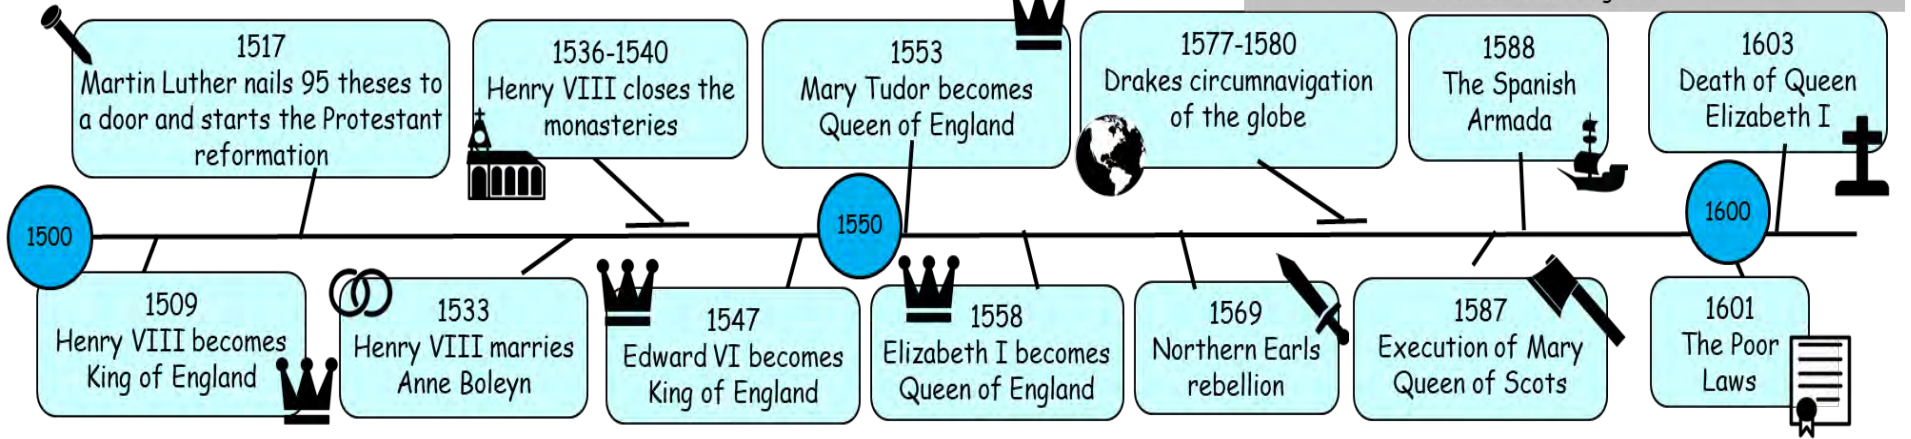 1517
Martin Luther nails 95 theses to
a door and starts the Protestant
reformation
1536-1540
Henry VIII closes the
monasteries
1553
Mary Tudor becomes
Queen of England
1577-1580
Drakes circumnavigation
of the globe
1588
The Spanish
Armada
1603
Death of Queen
Elizabeth I
1500
1550
1600
1509
Henry VIII becomes
King of England
1533
Henry VIII marries
Anne Boleyn
1547
Edward VI becomes
King of England
1558
Elizabeth I becomes
Queen of England
1569
Northern Earls
rebellion
1587
Execution of Mary
Queen of Scots
1601
The Poor
Laws